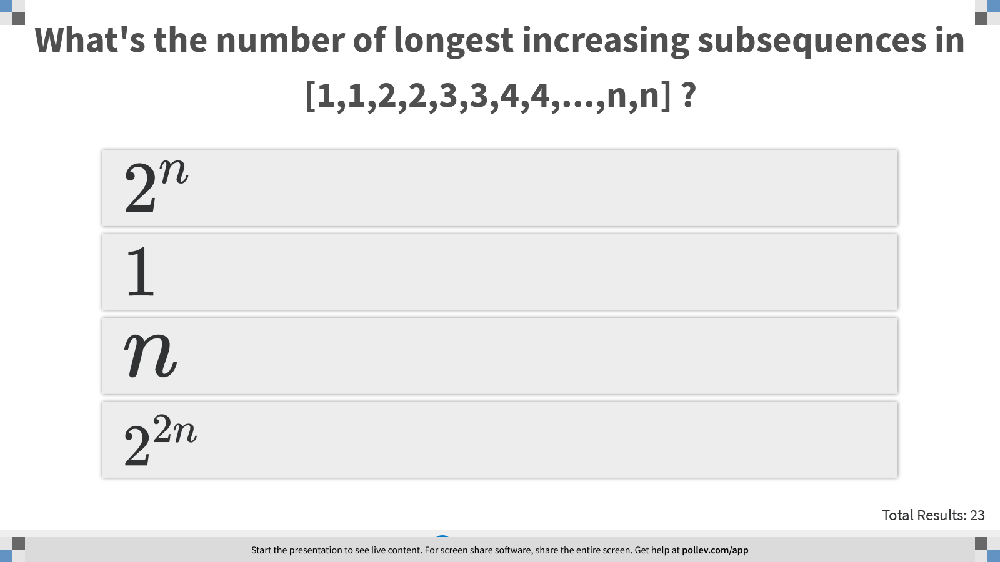 What's the number of longest increasing subsequences in
[1,1,2,2,3,3,4,4,...,n,n] ?
2^n
1
n
2^{2n}
Total Results: 23
Start the presentation to see live content. For screen share software, share the entire screen. Get help at pollev.com/app